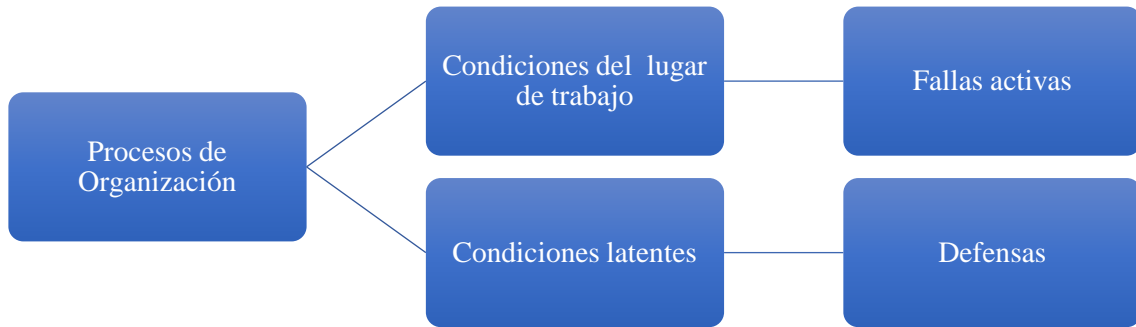 Procesos de
Organización
Condiciones del lugar
de trabajo
Fallas activas
Condiciones latentes
Defensas